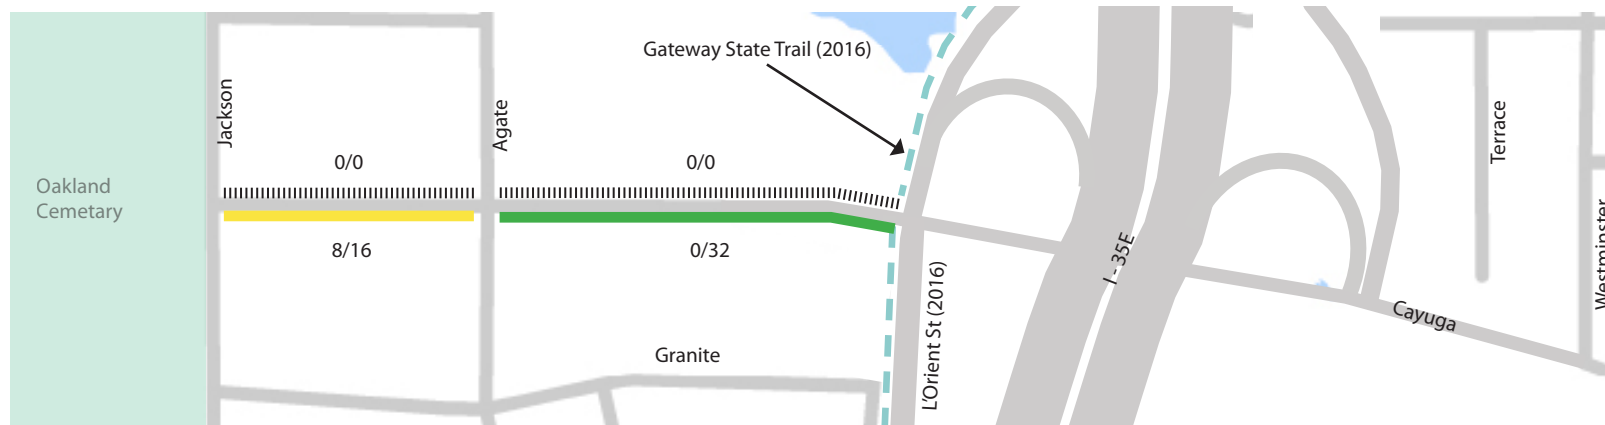 Gateway State Trail (2016)
Jackson
Agate
Terrace
0/0
0/0
Oakland
Cemetary
8/16
0/32
I - 35E
Westminster
L'Orient St (2016)
Cayuga
Granite